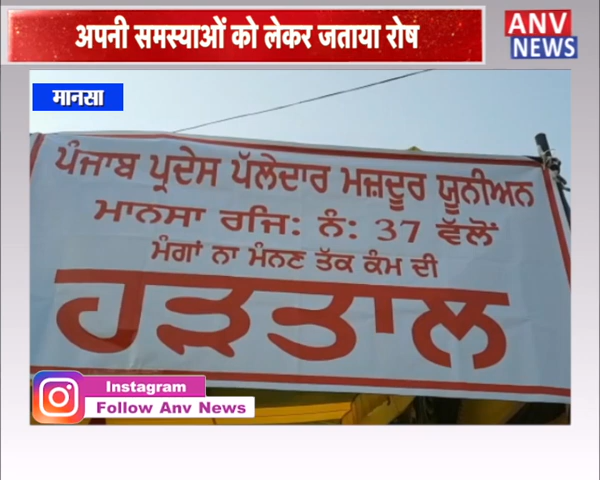 अपनी समस्याओं को लेकर जताया रोष
ANV
NEWS
मानसा
ਪੰਜਾਬ ਪ੍ਰਦੇਸ ਪੱਲੇਦਾਰ ਮਜ਼ਦੂਰ ਯੂਨੀਅਨ
ਮਾਨਸਾ ਰਜਿ: ਨੰ: 37 ਵੱਲੋਂ
ਮੰਗਾਂ ਨਾ ਮੰਨਣ ਤੱਕ ਕੰਮ ਦੀ
ਹੜਤਾਲ
Instagram
Follow Anv News